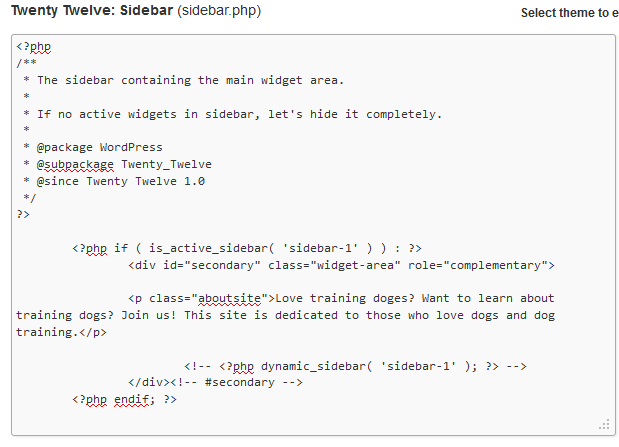 Twenty Twelve: Sidebar (sidebar.php)
Select theme to e
<?php
/**
 * The sidebar containing the main widget area.
 *
 * If no active widgets in sidebar, let's hide it completely.
 *
 * @package WordPress
 * @subpackage Twenty_Twelve
 * @since Twenty Twelve 1.0
 */
?>
<?php if ( is_active_sidebar( 'sidebar-1' ) ) : ?>
<div id="secondary" class="widget-area" role="complementary">
<p class="aboutsite">Love training doges? Want to learn about
training dogs? Join us! This site is dedicated to those who love dogs and dog
training.</p>
<!-- <?php dynamic_sidebar( 'sidebar-1' ); ?> -->
</div><!-- #secondary -->
<?php endif; ?>